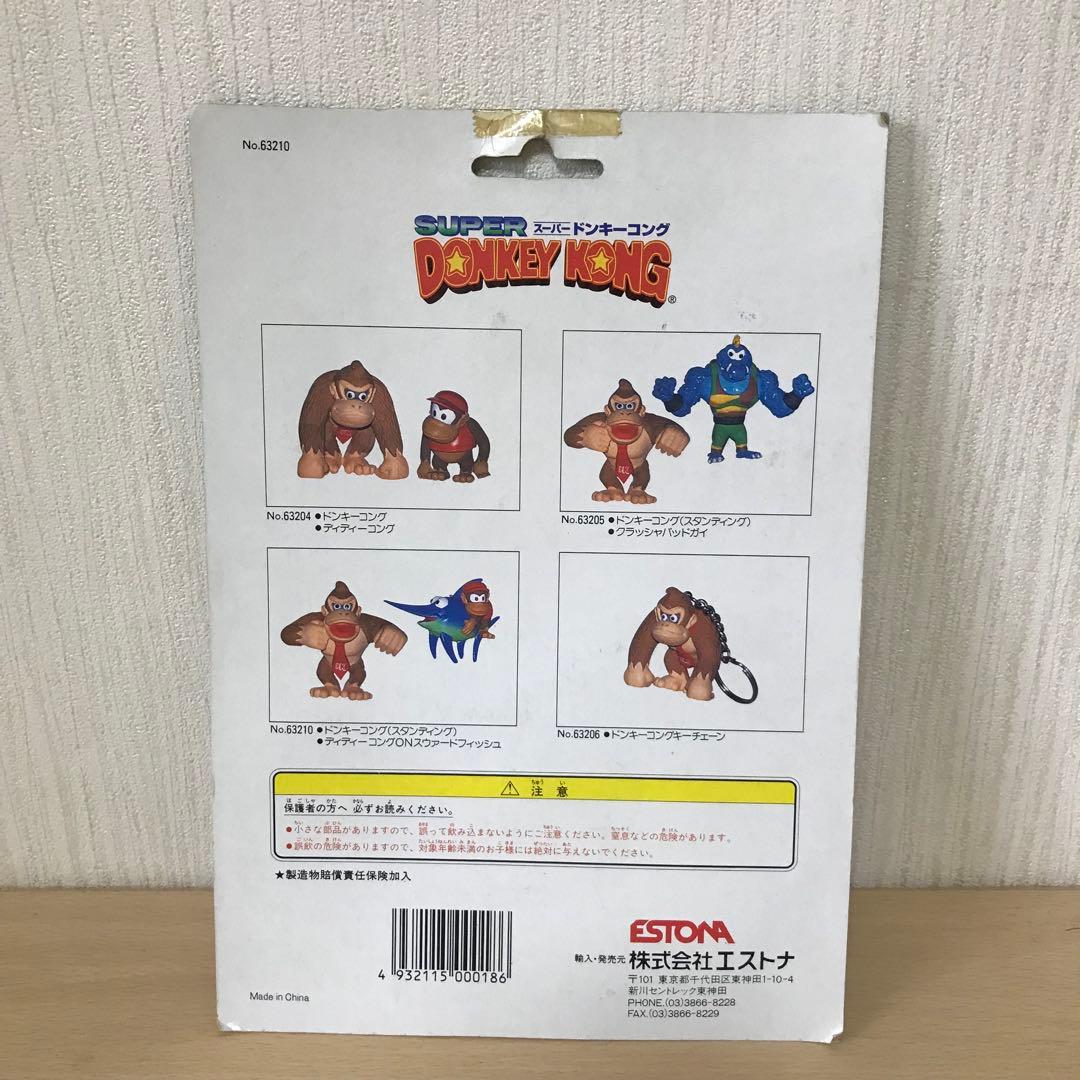 No.63210
SUPER スーパードンキーコング
DONKEY KONG®
No.63204 ●ドンキーコング
●ディディーコング
No.63205 ●ドンキーコング(スタンディング)
●クラッシャバッドガイ
No.63210 ●ドンキーコング(スタンディング)
●ディディーコングONスウァードフィッシュ
No.63206 ●ドンキーコングキーチェーン
⚠ 注意
保護者の方へ 必ずお読みください。
●小さな部品がありますので、誤って飲み込まないようにご注意ください。窒息などの危険があります。
●誤飲の危険がありますので、対象年齢未満のお子様には絶対に与えないでください。
★製造物賠償責任保険加入
4 932115 000186
Made in China
ESTONA
輸入・発売元 株式会社エストナ
〒101 東京都千代田区東神田1-10-4
新川セントレック東神田
PHONE.(03)3866-8228
FAX.(03)3866-8229